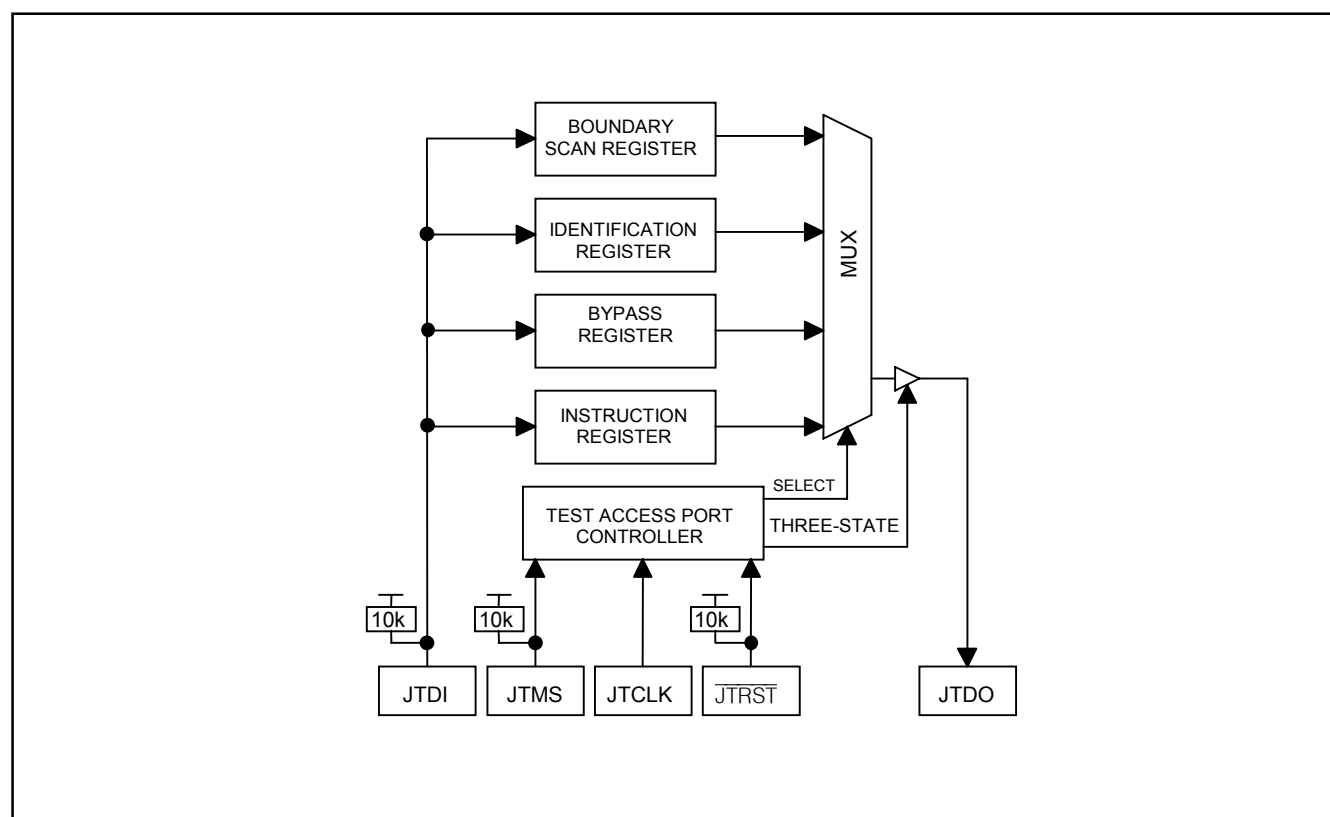 BOUNDARY
SCAN REGISTER
IDENTIFICATION
REGISTER
BYPASS
REGISTER
INSTRUCTION
REGISTER
MUX
SELECT
TEST ACCESS PORT
CONTROLLER
THREE-STATE
10k
10k
10k
JTDI
JTMS
JTCLK
JTRST
JTDO